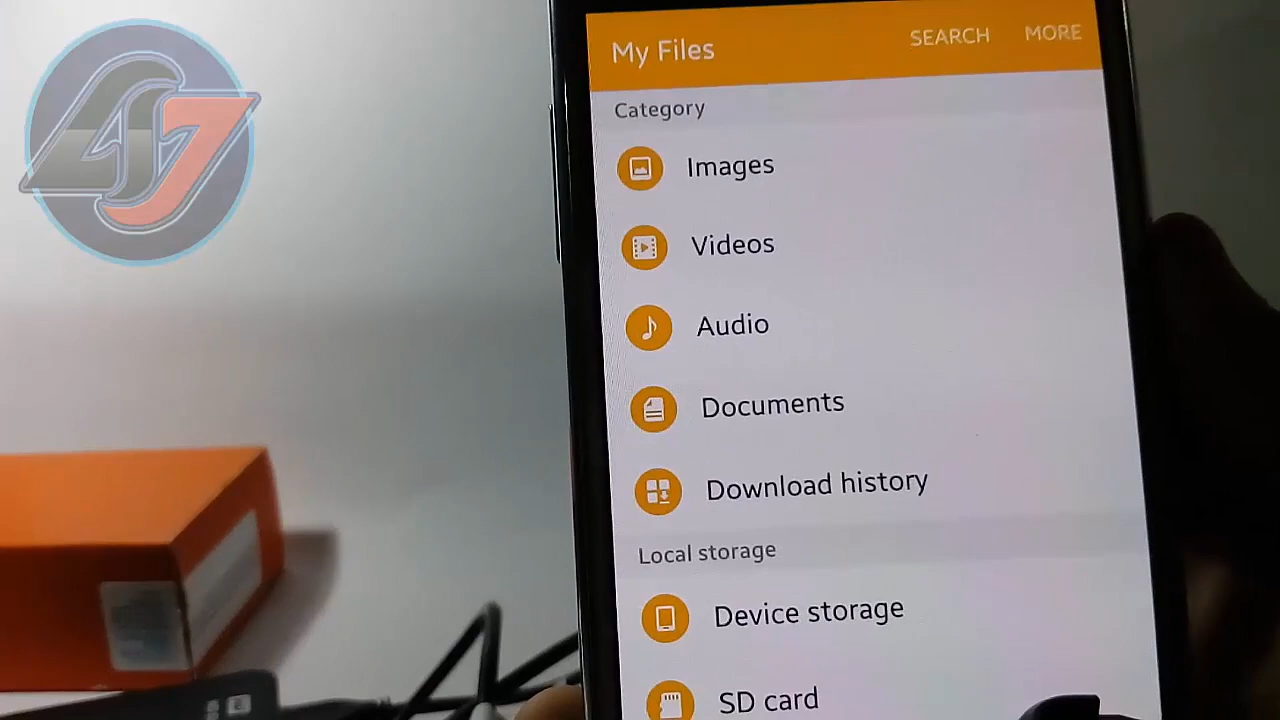 My Files
SEARCH
MORE
Category
Images
Videos
Audio
Documents
Download history
Local storage
Device storage
SD card